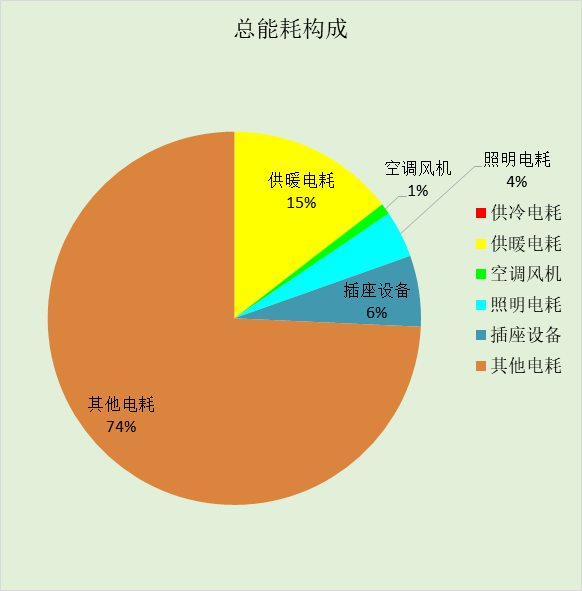 总能耗构成
供暖电耗
15%
空调风机
1%
照明电耗
4%
插座设备
6%
其他电耗
74%
供冷电耗
供暖电耗
空调风机
照明电耗
插座设备
其他电耗